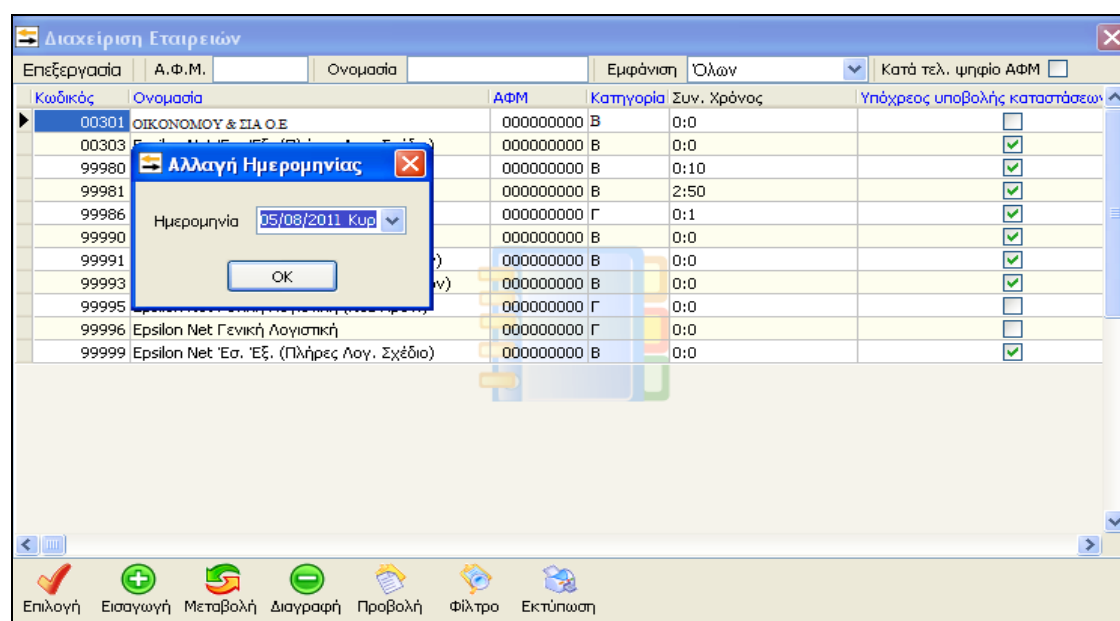 Διαχείριση Εταιρειών
Επεξεργασία Α.Φ.Μ. Ονομασία Εμφάνιση Όλων Κατά τελ. ψηφίο ΑΦΜ
Κωδικός Ονομασία ΑΦΜ Κατηγορία Συν. Χρόνος Υπόχρεος υποβολής καταστάσεων
00301 ΟΙΚΟΝΟΜΟΥ & ΣΙΑ Ο.Ε 000000000 Β 0:0
00303 000000000 Β 0:0
99980 000000000 Β 0:10
99981 000000000 Β 2:50
99986 000000000 Γ 0:1
99990 000000000 Β 0:0
99991 ) 000000000 Β 0:0
99993 ον) 000000000 Β 0:0
99995 000000000 Γ 0:0
99996 Epsilon Net Γενική Λογιστική 000000000 Γ 0:0
99999 Epsilon Net Έσ. Έξ. (Πλήρες Λογ. Σχέδιο) 000000000 Β 0:0
Αλλαγή Ημερομηνίας
Ημερομηνία 05/08/2011 Κυρ
OK
Επιλογή Εισαγωγή Μεταβολή Διαγραφή Προβολή Φίλτρο Εκτύπωση